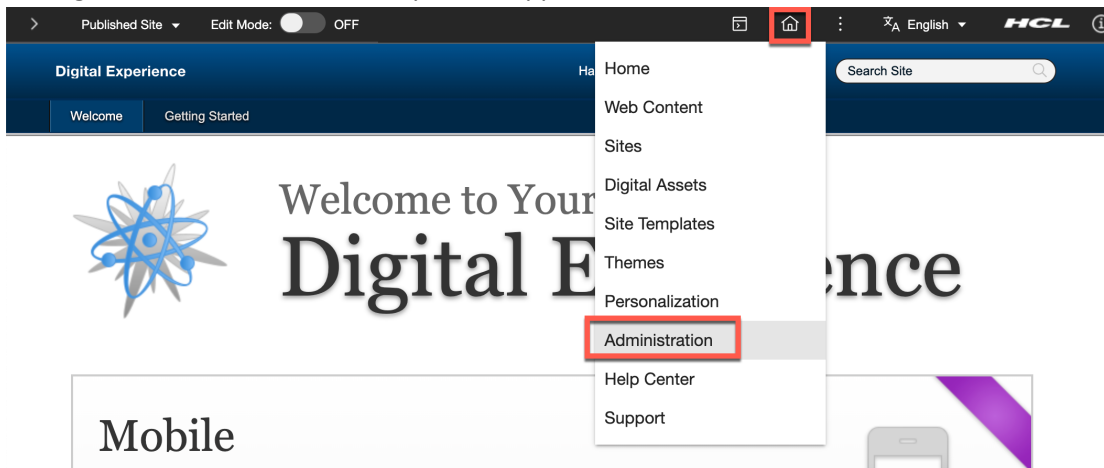 Published Site Edit Mode: OFF English HCL
Digital Experience Ha Search Site
Welcome Getting Started
Home
Web Content
Sites
Digital Assets
Site Templates
Themes
Personalization
Administration
Help Center
Support
Welcome to Your
Digital E nce
Mobile